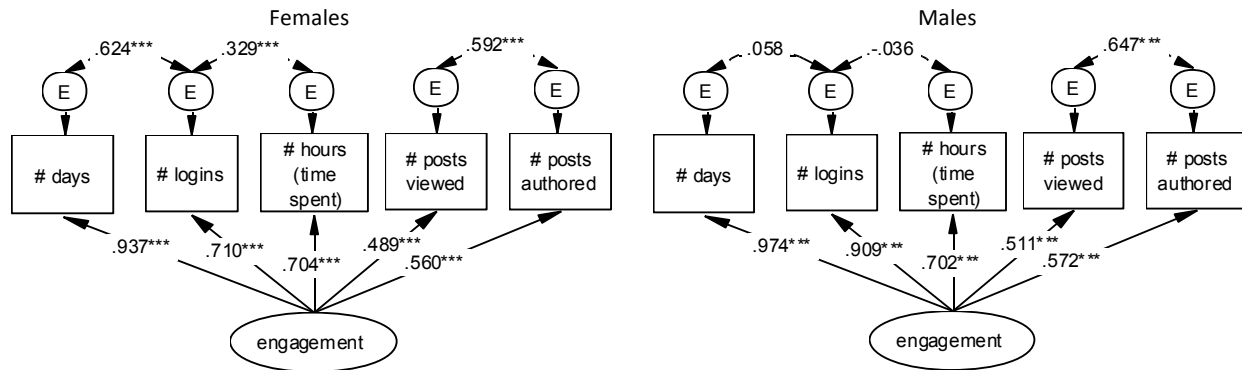 Females
.624***
.329***
.592***
E
E
E
E
E
# days
# logins
# hours
(time
spent)
# posts
viewed
# posts
authored
.937***
.710***
.704***
.489***
.560***
engagement
Males
.058
.-.036
.647***
E
E
E
E
E
# days
# logins
# hours
(time
spent)
# posts
viewed
# posts
authored
.974***
.909***
.702***
.511***
.572***
engagement